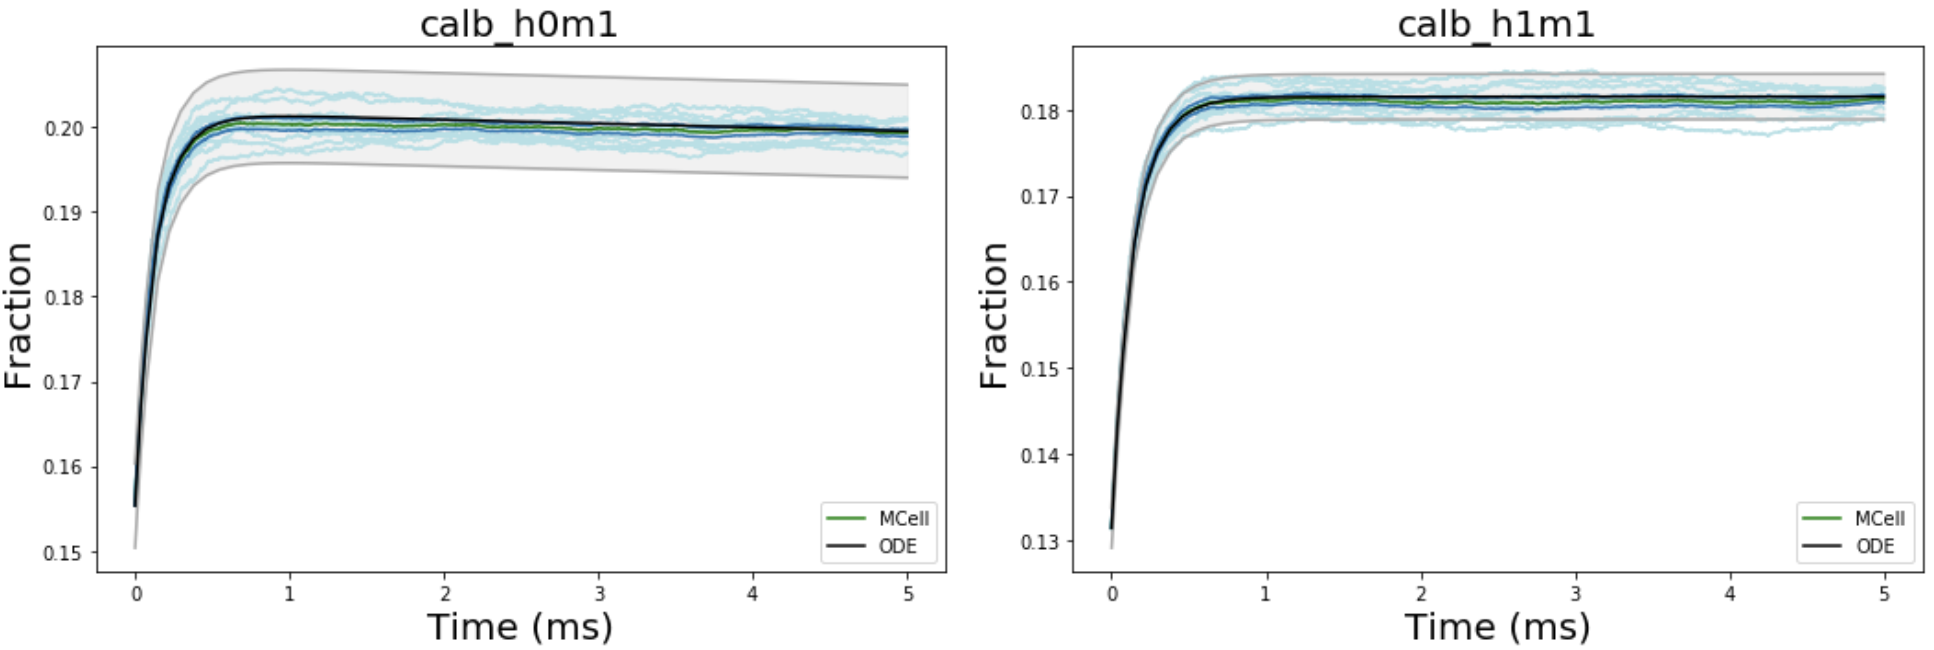 calb_h0m1
Fraction
0.20
0.19
0.18
0.17
0.16
0.15
0
1
2
3
4
5
Time (ms)
MCell
ODE
calb_h1m1
Fraction
0.18
0.17
0.16
0.15
0.14
0.13
0
1
2
3
4
5
Time (ms)
MCell
ODE